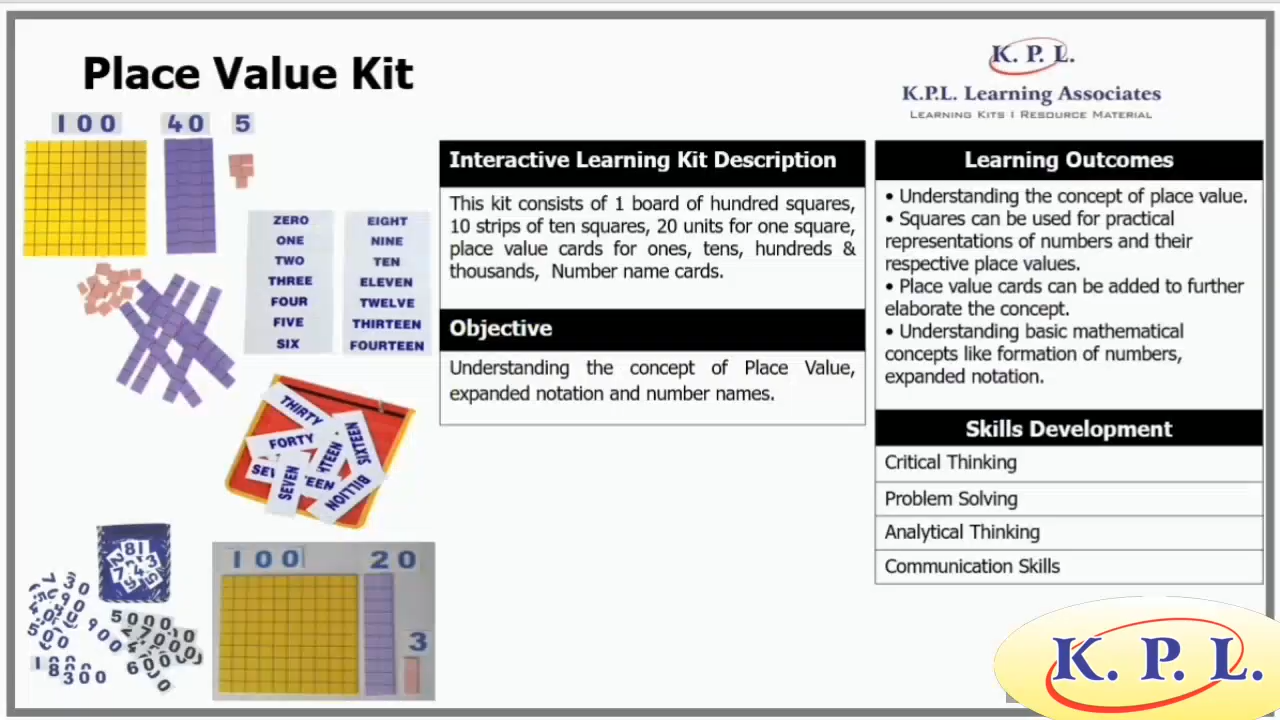 Place Value Kit
K. P. L.
K.P.L. Learning Associates
Learning Kits I Resource Material
100 40 5
Interactive Learning Kit Description
This kit consists of 1 board of hundred squares,
10 strips of ten squares, 20 units for one square,
place value cards for ones, tens, hundreds &
thousands, Number name cards.
Objective
Understanding the concept of Place Value,
expanded notation and number names.
Learning Outcomes
• Understanding the concept of place value.
• Squares can be used for practical
representations of numbers and their
respective place values.
• Place value cards can be added to further
elaborate the concept.
• Understanding basic mathematical
concepts like formation of numbers,
expanded notation.
Skills Development
Critical Thinking
Problem Solving
Analytical Thinking
Communication Skills
ZERO
ONE
TWO
THREE
FOUR
FIVE
SIX
EIGHT
NINE
TEN
ELEVEN
TWELVE
THIRTEEN
FOURTEEN
THIRTY
FORTY
SEVEN
SIXTEEN
BILLION
5000
900
600
300
100 20
3
K. P. L.